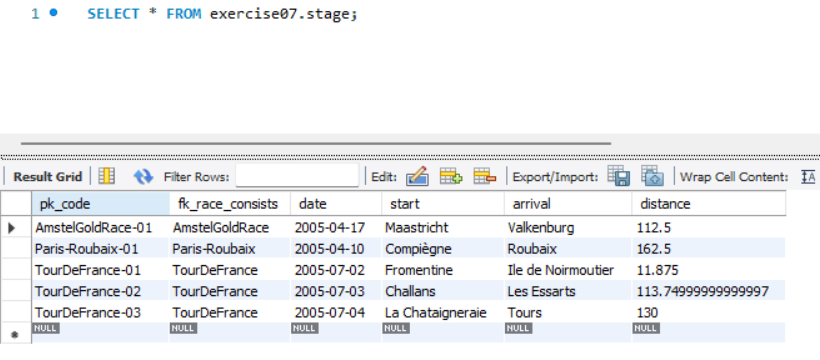 1 SELECT * FROM exercise07.stage;
Result Grid Filter Rows: Edit: Export/Import: Wrap Cell Content:
pk_code fk_race_consists date start arrival distance
AmstelGoldRace-01 AmstelGoldRace 2005-04-17 Maastricht Valkenburg 112.5
Paris-Roubaix-01 Paris-Roubaix 2005-04-10 Compiègne Roubaix 162.5
TourDeFrance-01 TourDeFrance 2005-07-02 Fromentine Ile de Noirmoutier 11.875
TourDeFrance-02 TourDeFrance 2005-07-03 Challans Les Essarts 113.74999999999997
TourDeFrance-03 TourDeFrance 2005-07-04 La Chataigneraie Tours 130
NULL NULL NULL NULL NULL NULL